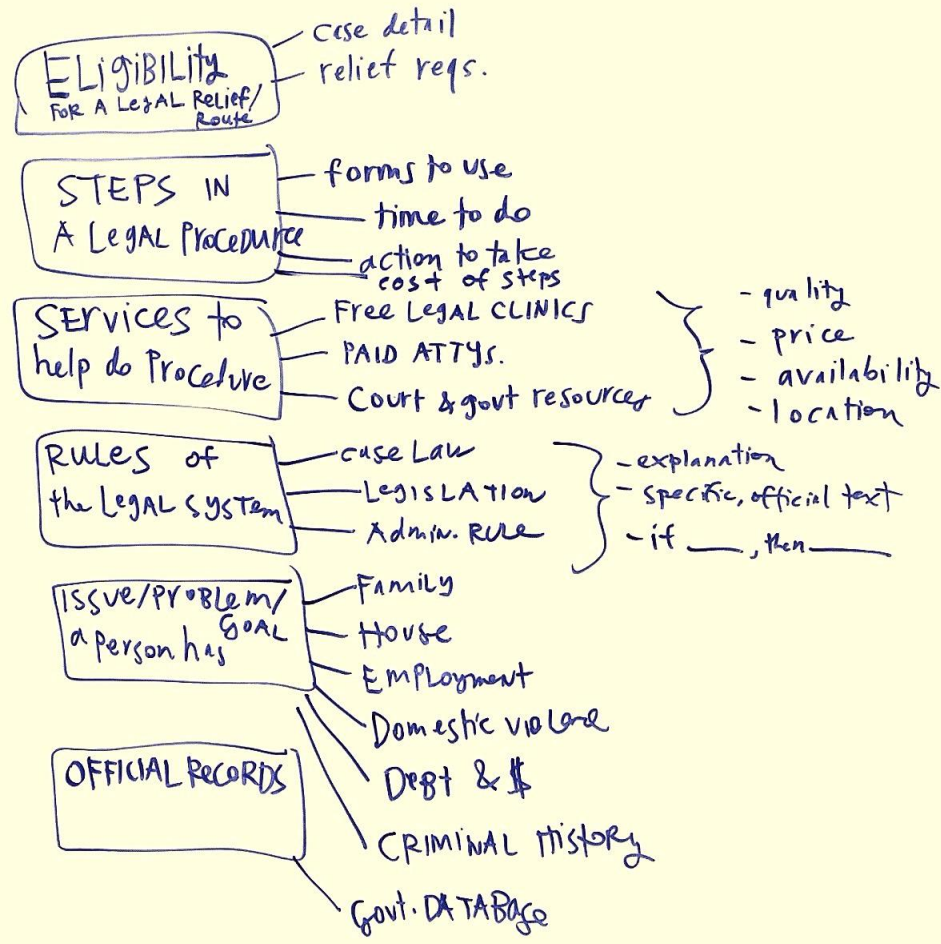 ELigiBILity
FOR A LegAL Relief/
Route
case detail
relief reqs.
STEPS IN
A LegAL Procedure
forms to use
time to do
action to take
cost of steps
Services to
help do Procedure
Free Legal CLINICS
PAID ATTYS.
Court & govt resources
- quality
- price
- availability
- location
Rules of
the Legal System
case Law
LegisLation
Admin. Rule
- explanation
- specific, official text
- if ___, then ___
issue/problem/
goal
a person has
Family
House
Employment
Domestic violence
Debt & $
CRIMINAL History
OFFICIAL RecoRDS
Govt. DATABase